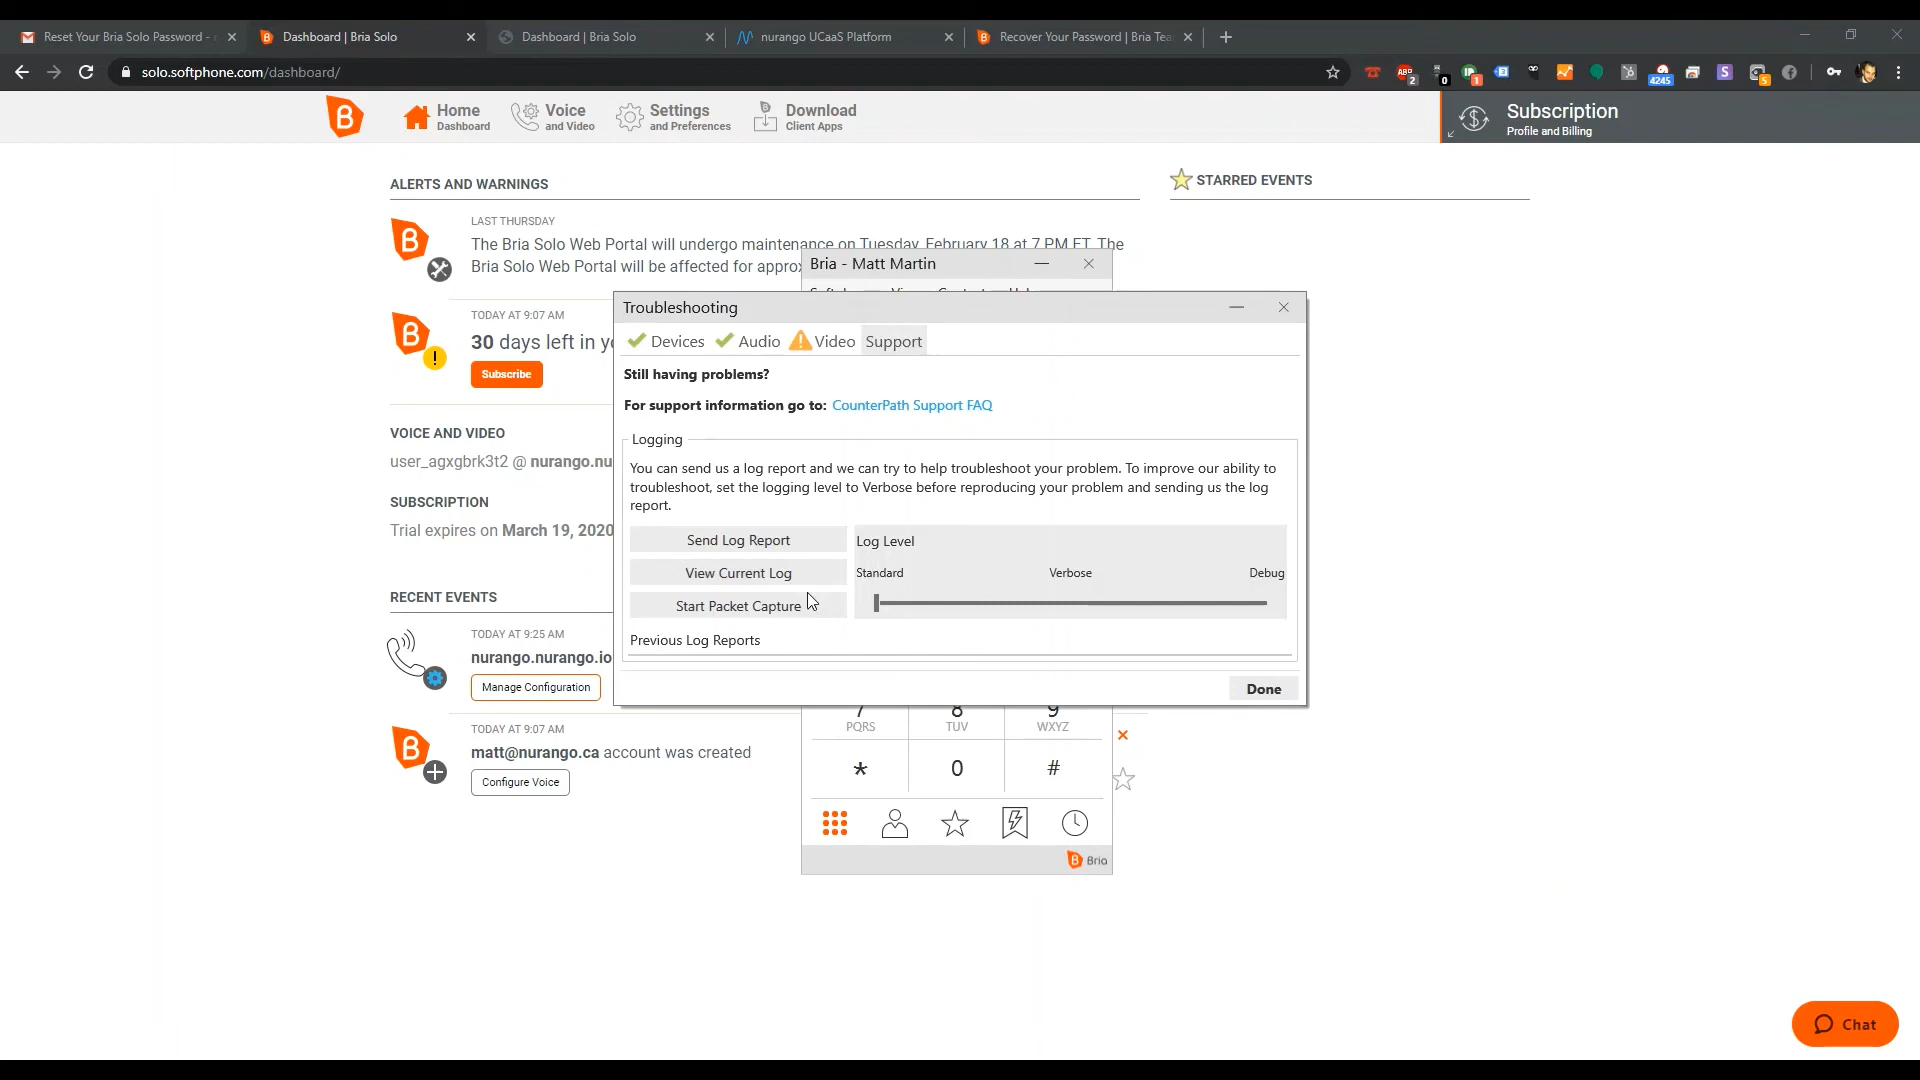 Reset Your Bria Solo Password -
Dashboard | Bria Solo
Dashboard | Bria Solo
nurango UCaaS Platform
Recover Your Password | Bria Tea
solo.softphone.com/dashboard/
ABP
2
0
1
4245
S
5
B
Home
Dashboard
Voice
and Video
Settings
and Preferences
Download
Client Apps
Subscription
Profile and Billing
ALERTS AND WARNINGS
STARRED EVENTS
LAST THURSDAY
The Bria Solo Web Portal will undergo maintenance on Tuesday, February 18 at 7 PM ET. The
Bria Solo Web Portal will be affected for approx
Bria - Matt Martin
TODAY AT 9:07 AM
30 days left in yo
Subscribe
Troubleshooting
Devices
Audio
Video
Support
Still having problems?
For support information go to: CounterPath Support FAQ
Logging
You can send us a log report and we can try to help troubleshoot your problem. To improve our ability to
troubleshoot, set the logging level to Verbose before reproducing your problem and sending us the log
report.
Send Log Report
View Current Log
Start Packet Capture
Log Level
Standard
Verbose
Debug
Previous Log Reports
Done
VOICE AND VIDEO
user_agxgbrk3t2 @ nurango.nu
SUBSCRIPTION
Trial expires on March 19, 2020
RECENT EVENTS
TODAY AT 9:25 AM
nurango.nurango.io
Manage Configuration
TODAY AT 9:07 AM
matt@nurango.ca account was created
Configure Voice
7
PQRS
8
TUV
9
WXYZ
*
0
#
Bria
Chat